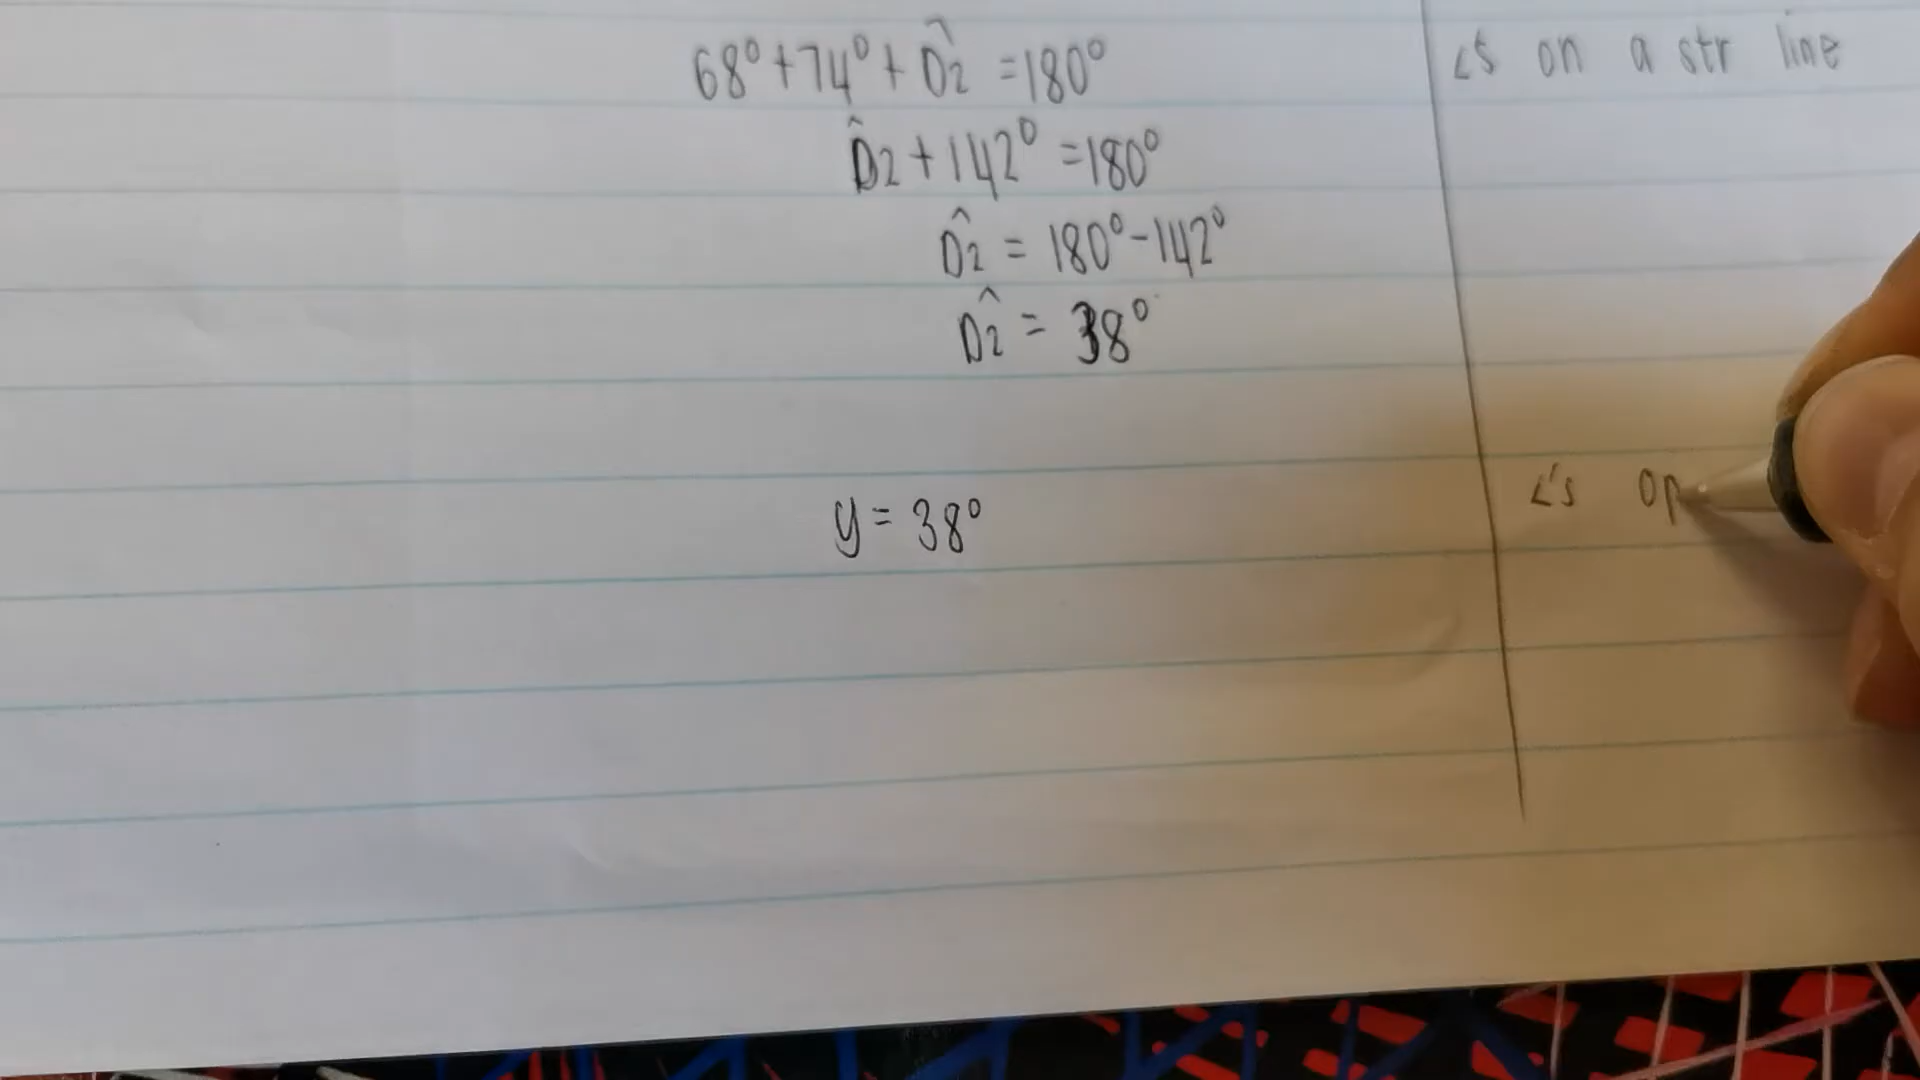 68° + 74° + D̂2 = 180° ∠s on a str line
D̂2 + 142° = 180°
D̂2 = 180° - 142°
D̂2 = 38°
y = 38° ∠'s op